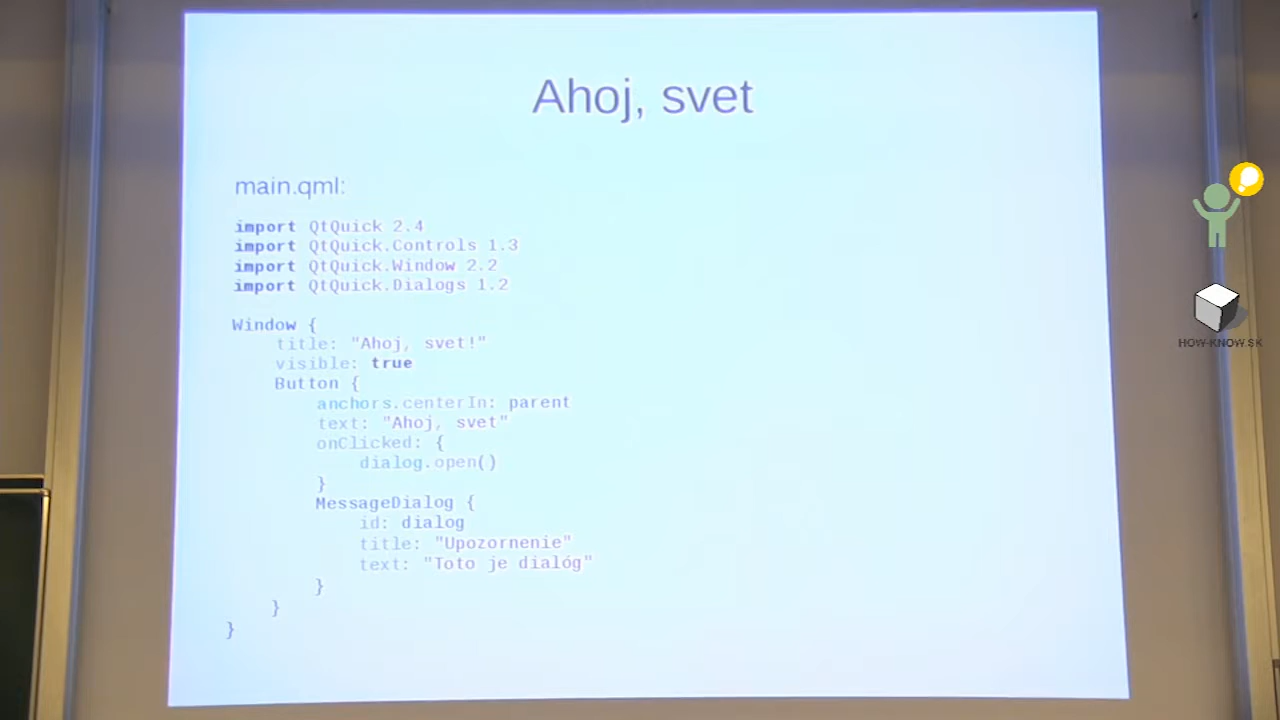 Ahoj, svet
main.qml:
import QtQuick 2.4
import QtQuick.Controls 1.3
import QtQuick.Window 2.2
import QtQuick.Dialogs 1.2
Window {
title: "Ahoj, svet!"
visible: true
Button {
anchors.centerIn: parent
text: "Ahoj, svet"
onClicked: {
dialog.open()
}
MessageDialog {
id: dialog
title: "Upozornenie"
text: "Toto je dialóg"
}
}
}
HOW-KNOW.SK